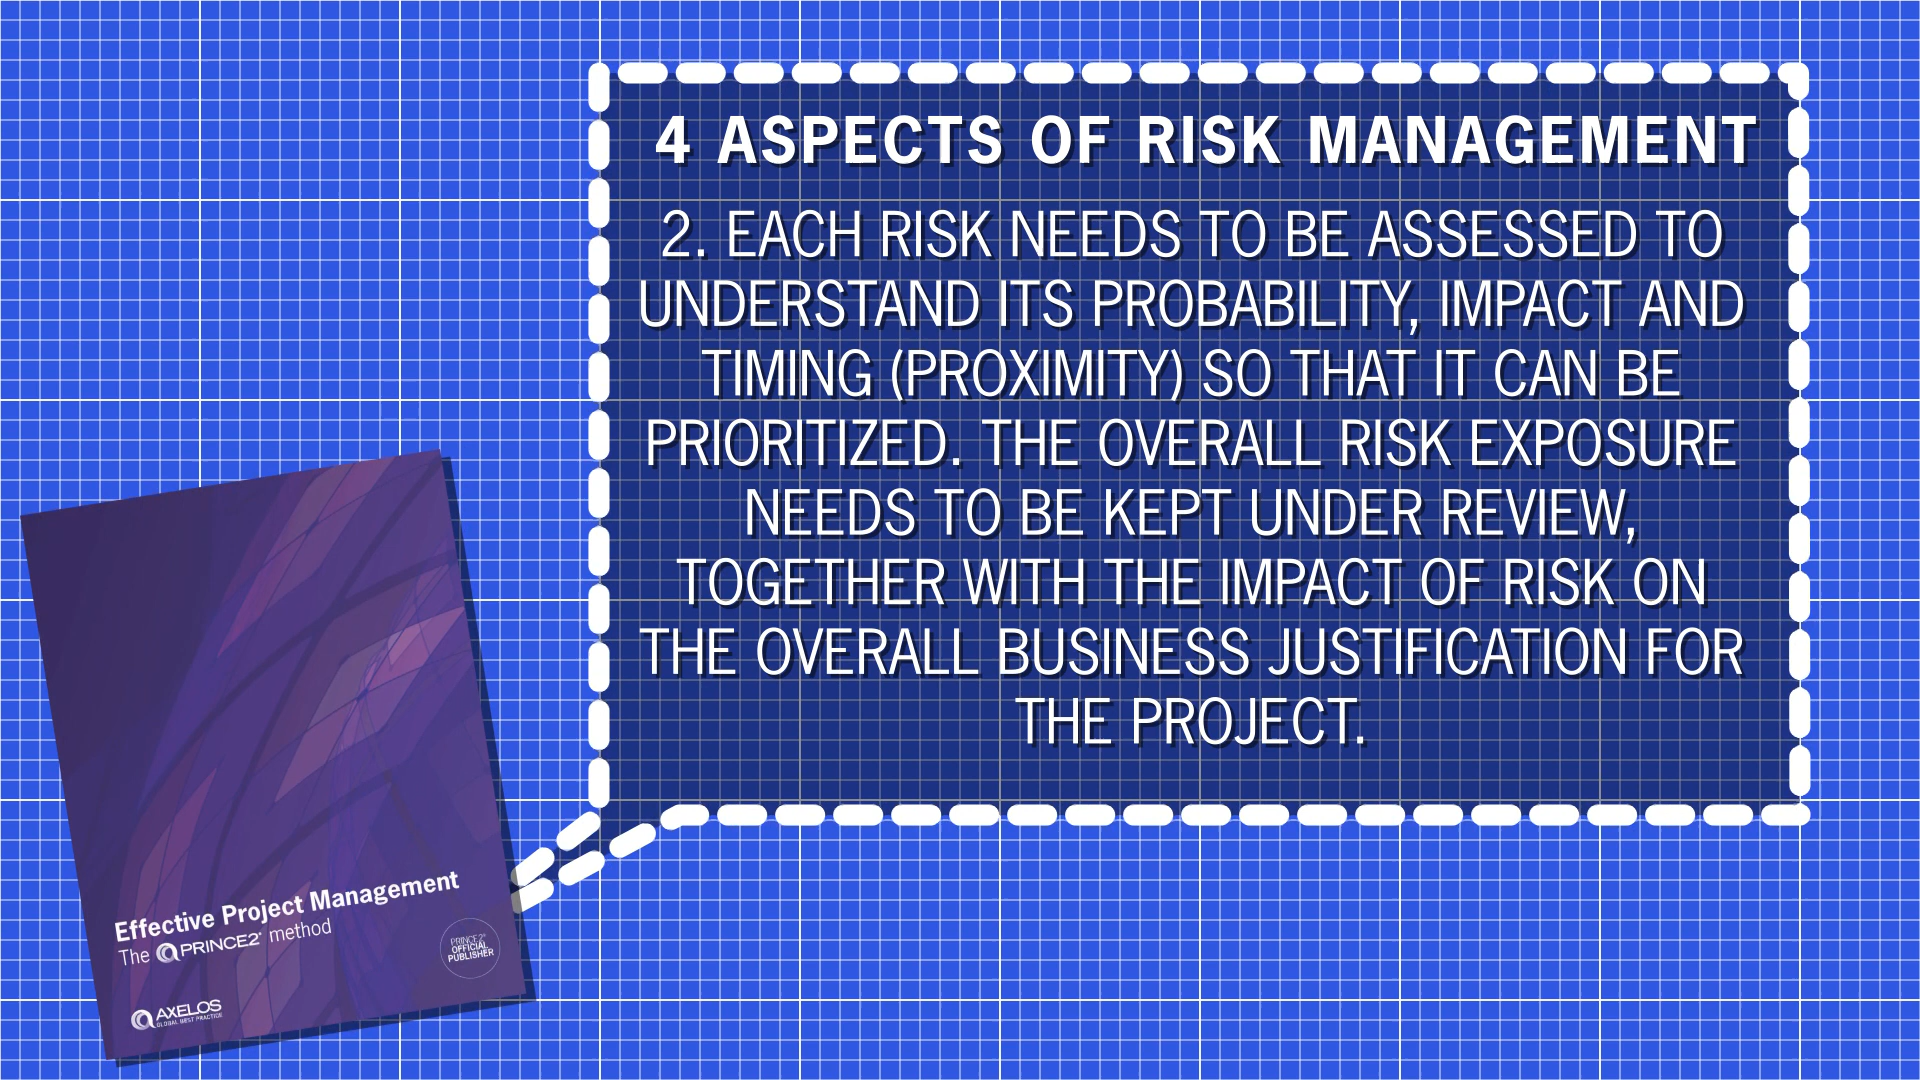 4 ASPECTS OF RISK MANAGEMENT
2. EACH RISK NEEDS TO BE ASSESSED TO
UNDERSTAND ITS PROBABILITY, IMPACT AND
TIMING (PROXIMITY) SO THAT IT CAN BE
PRIORITIZED. THE OVERALL RISK EXPOSURE
NEEDS TO BE KEPT UNDER REVIEW,
TOGETHER WITH THE IMPACT OF RISK ON
THE OVERALL BUSINESS JUSTIFICATION FOR
THE PROJECT.
Effective Project Management
The PRINCE2® method
PRINCE2®
OFFICIAL
PUBLISHER
AXELOS
GLOBAL BEST PRACTICE